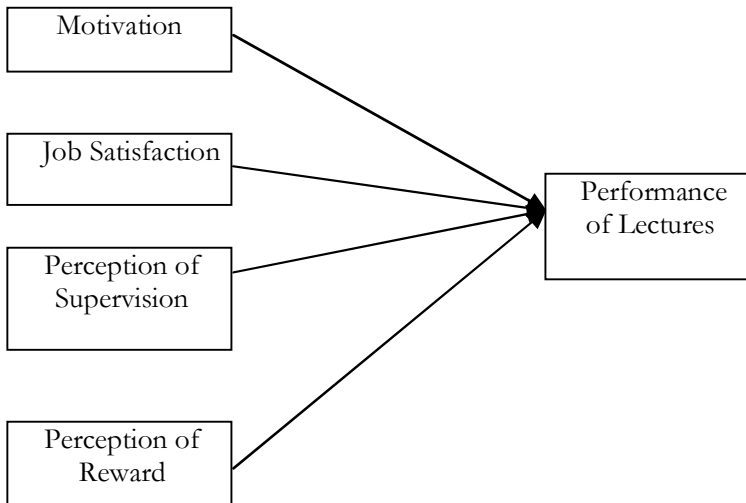 Motivation
Job Satisfaction
Perception of
Supervision
Perception of
Reward
Performance
of Lectures